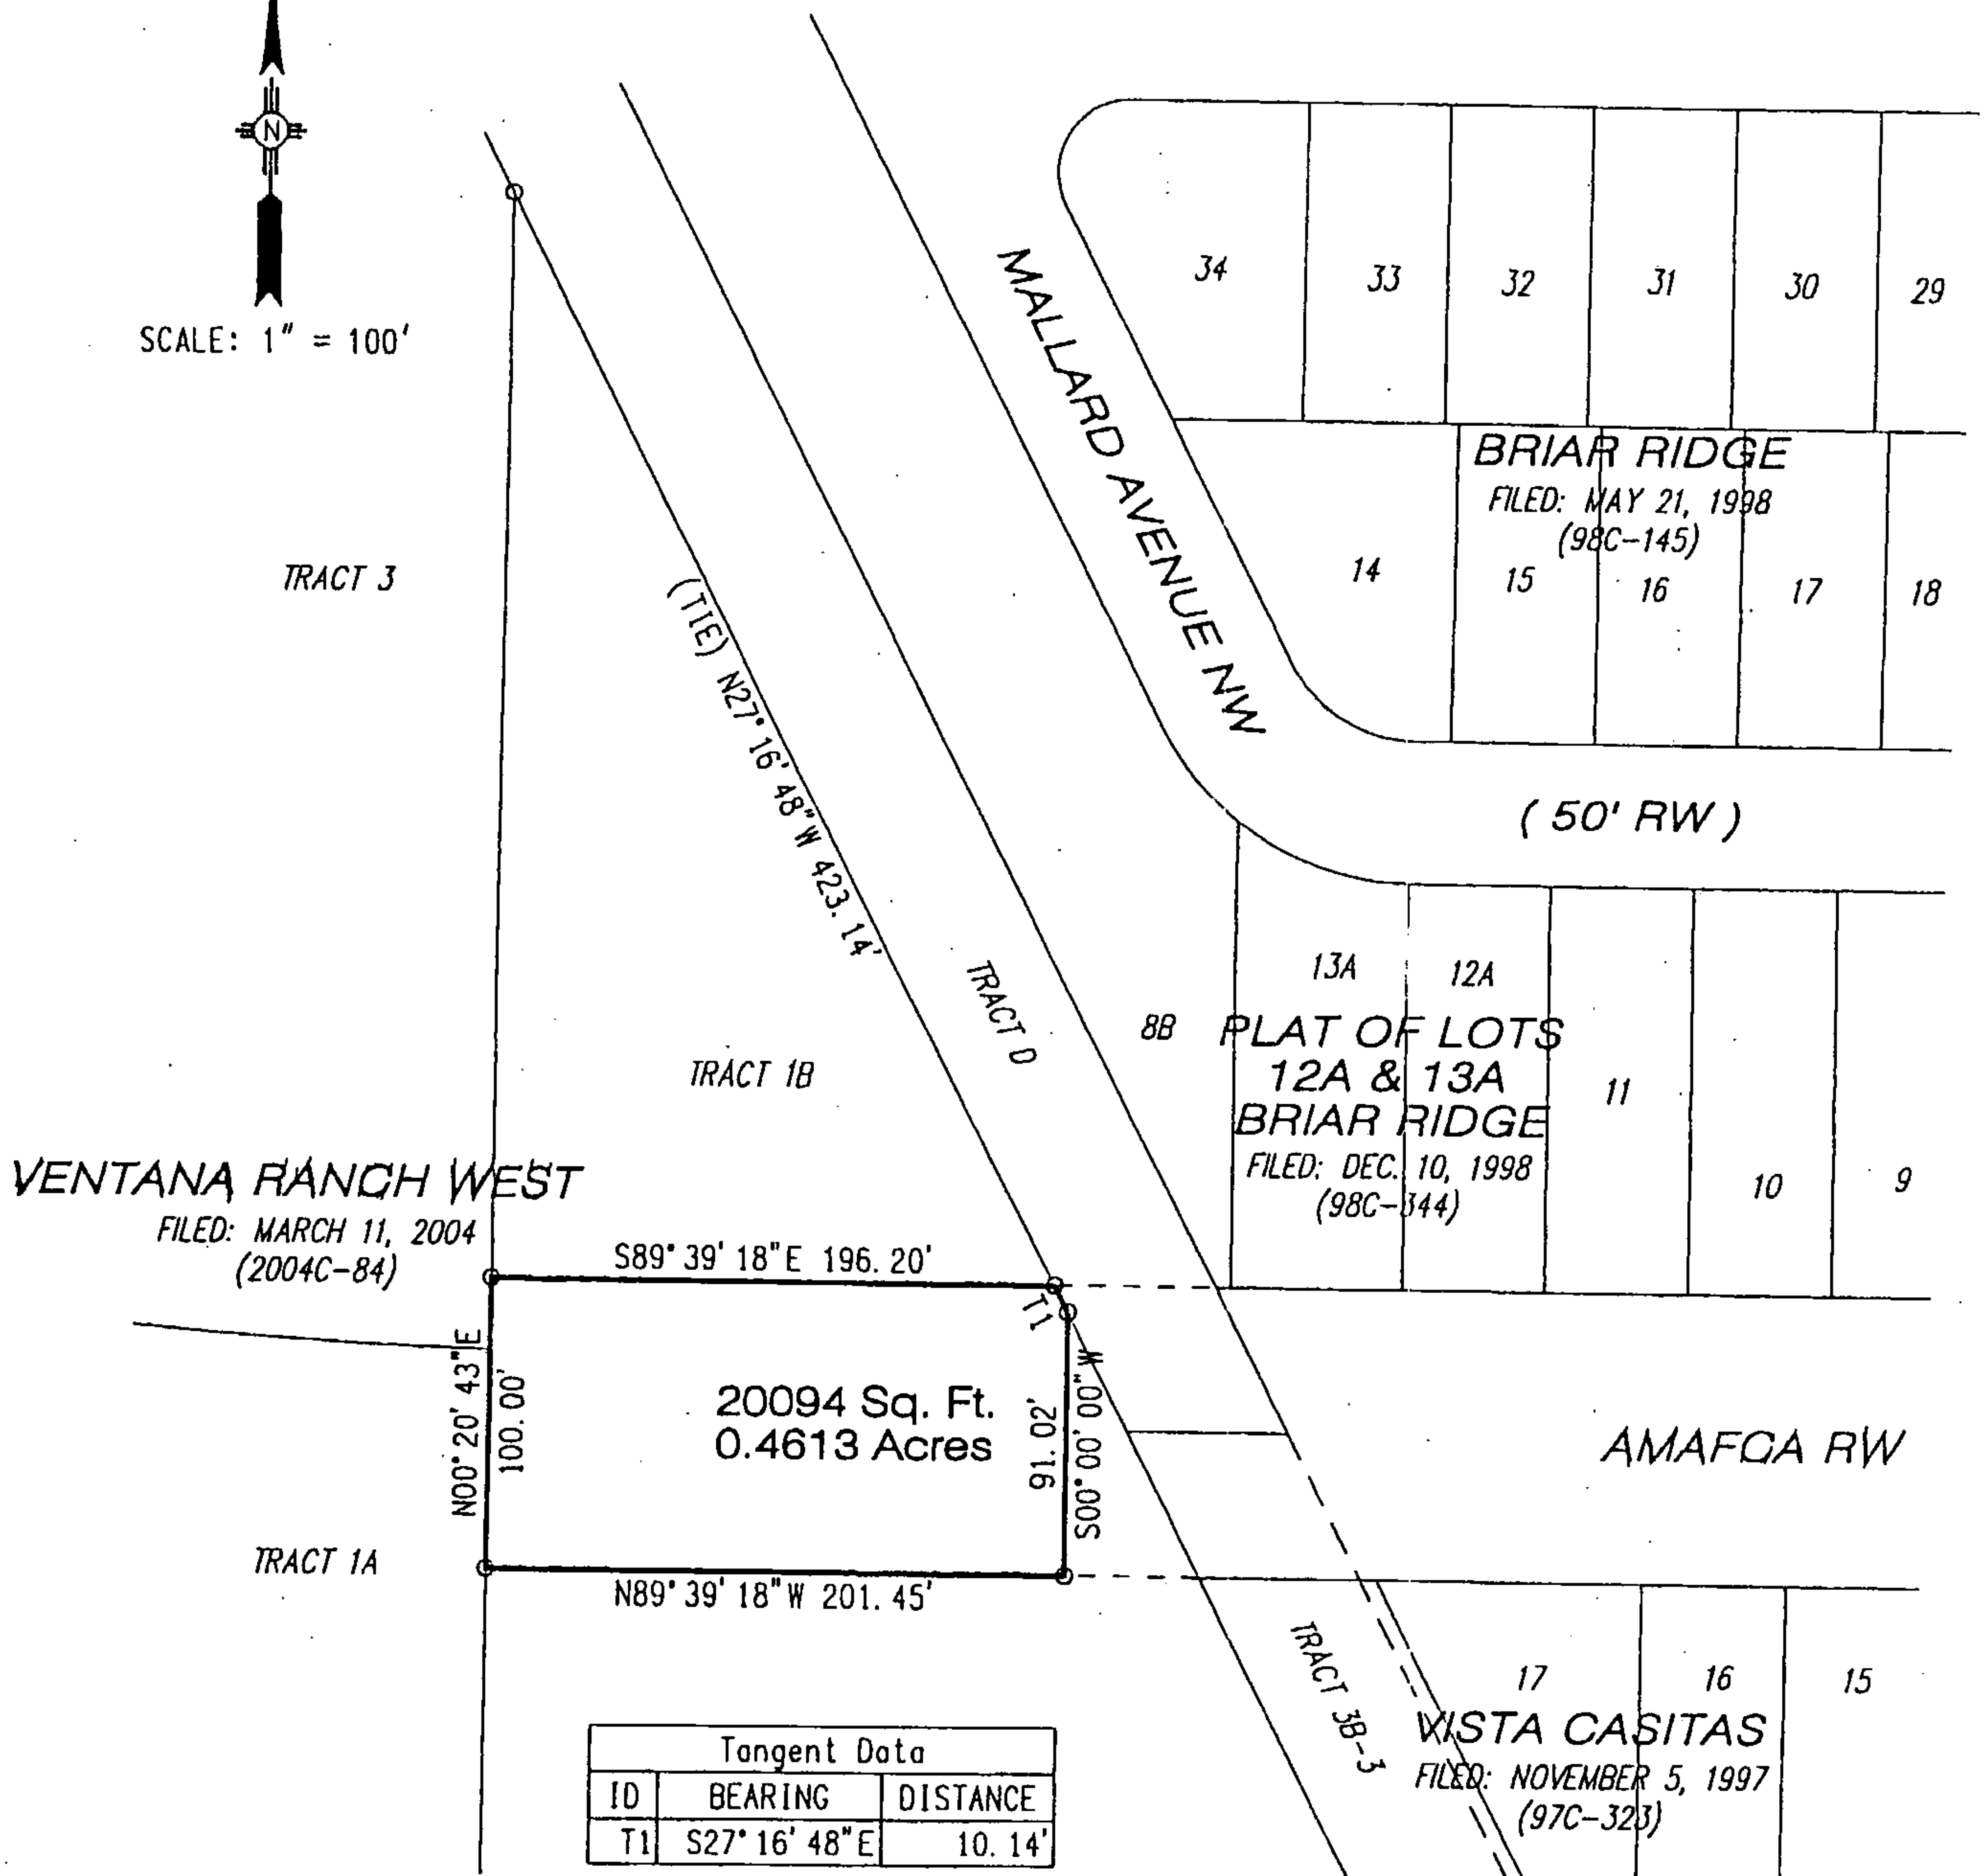 N
SCALE: 1" = 100'
34
33
32
31
30
29
MALLARD AVENUE NW
BRIAR RIDGE
FILED: MAY 21, 1998
(98C-145)
14
15
16
17
18
TRACT 3
(TIE) N27° 16' 48" W 423. 14'
( 50' RW )
TRACT D
8B
13A
12A
PLAT OF LOTS
12A & 13A
BRIAR RIDGE
FILED: DEC. 10, 1998
(98C-344)
11
10
9
TRACT 1B
VENTANA RANCH WEST
FILED: MARCH 11, 2004
(2004C-84)
S89° 39' 18" E 196. 20'
T1
N00° 20' 43" E
100. 00'
20094 Sq. Ft.
0.4613 Acres
91. 02'
S00° 00' 00" W
AMAFCA RW
TRACT 1A
N89° 39' 18" W 201. 45'
TRACT 3B-3
17
16
15
VISTA CASITAS
FILED: NOVEMBER 5, 1997
(97C-323)
Tangent Data
ID BEARING DISTANCE
T1 S27° 16' 48" E 10. 14'